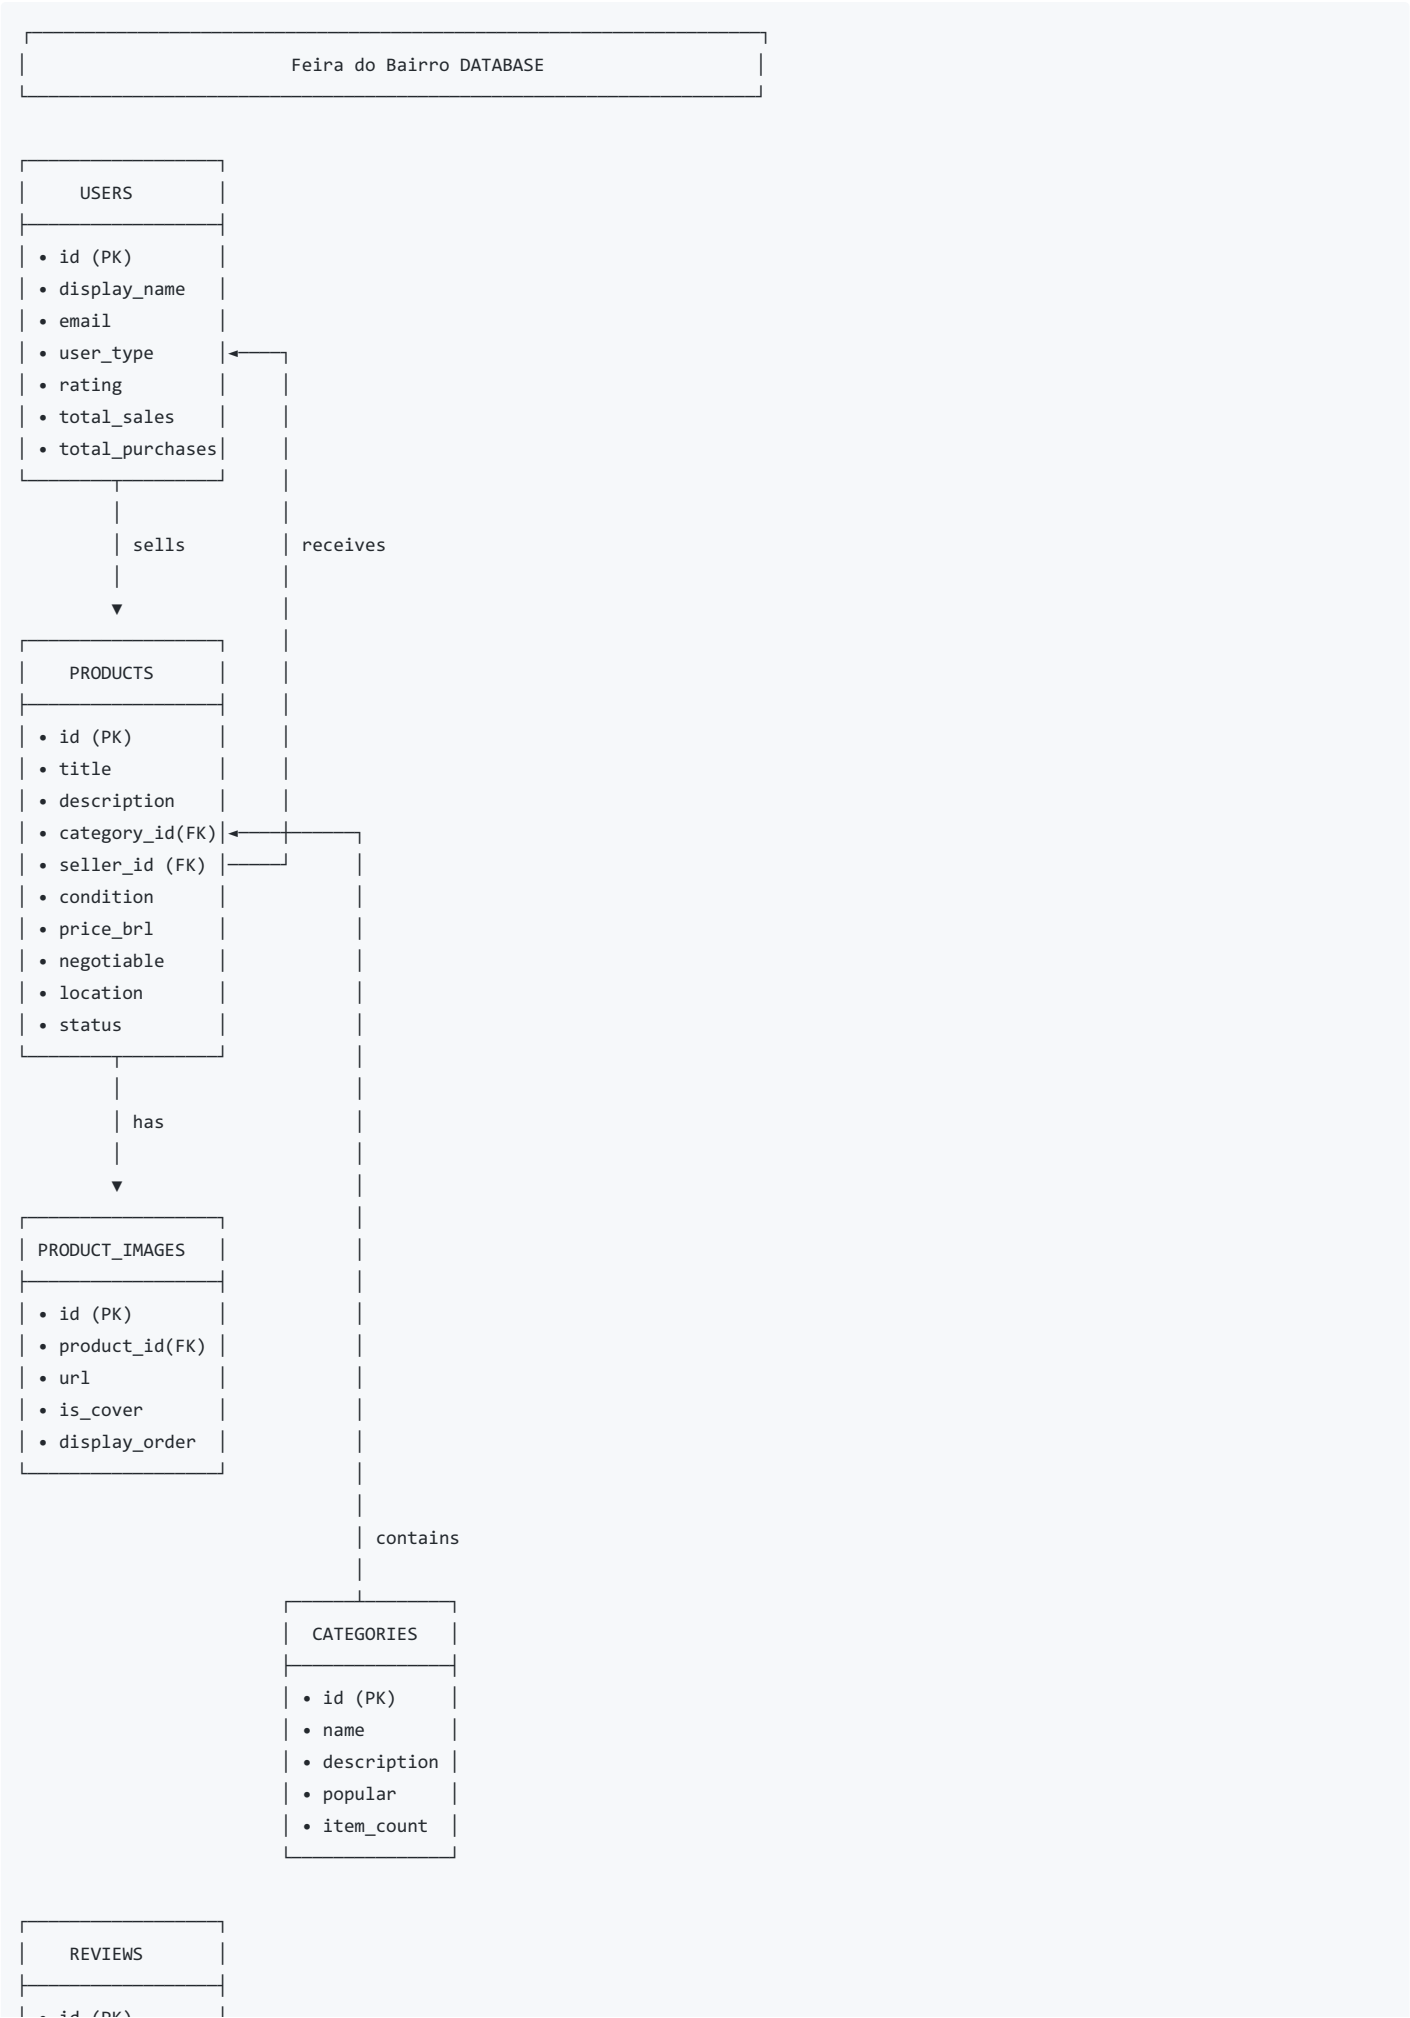 Feira do Bairro DATABASE
USERS
• id (PK)
• display_name
• email
• user_type
• rating
• total_sales
• total_purchases
sells
receives
PRODUCTS
• id (PK)
• title
• description
• category_id(FK)
• seller_id (FK)
• condition
• price_brl
• negotiable
• location
• status
has
PRODUCT_IMAGES
• id (PK)
• product_id(FK)
• url
• is_cover
• display_order
contains
CATEGORIES
• id (PK)
• name
• description
• popular
• item_count
REVIEWS
• id (PK)